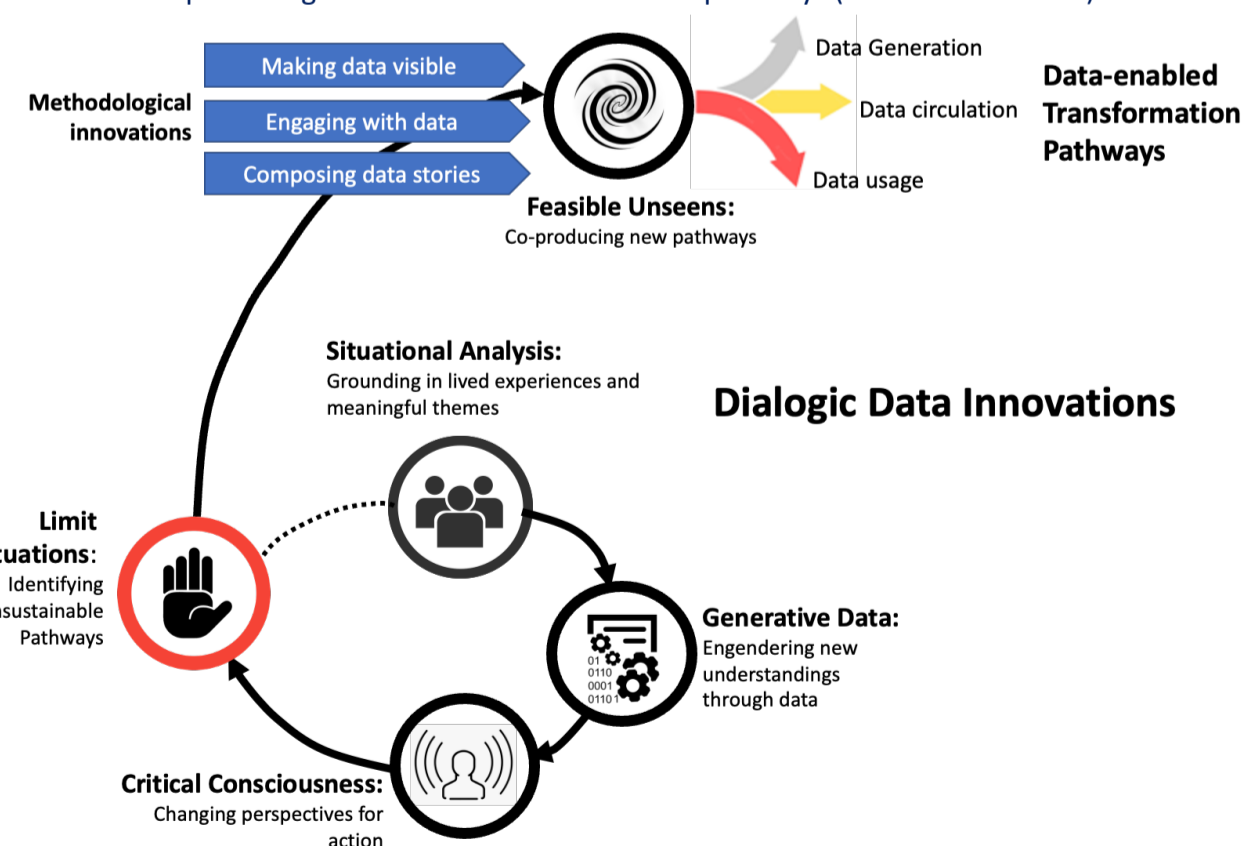 Making data visible
Methodological
innovations
Engaging with data
Composing data stories
Data Generation
Data circulation
Data usage
Data-enabled
Transformation
Pathways
Feasible Unseens:
Co-producing new pathways
Situational Analysis:
Grounding in lived experiences and
meaningful themes
Dialogic Data Innovations
Limit
tuations:
Identifying
nsustainable
Pathways
Generative Data:
Engendering new
understandings
through data
01
0110
0001
01101
Critical Consciousness:
Changing perspectives for
action